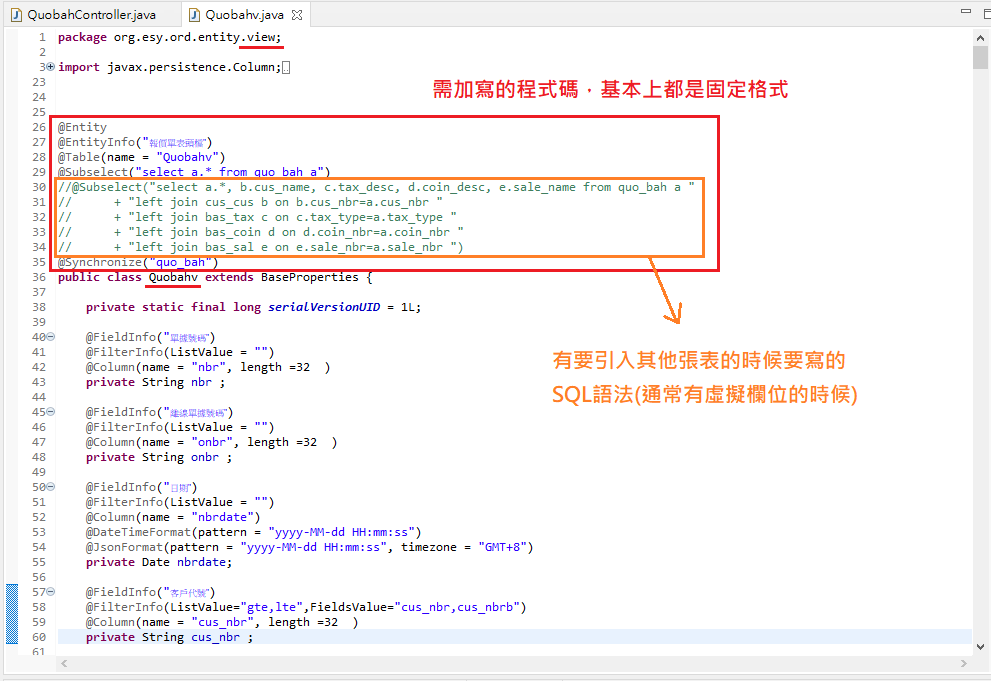 QuobahController.java
Quobahv.java
1 package org.esy.ord.entity.view;
2
3 import javax.persistence.Column;
23
24
25
需加寫的程式碼，基本上都是固定格式
26 @Entity
27 @EntityInfo("報價單表頭檔")
28 @Table(name = "Quobahv")
29 @Subselect("select a.* from quo_bah a")
30 //@Subselect("select a.*, b.cus_name, c.tax_desc, d.coin_desc, e.sale_name from quo_bah a "
31 // + "left join cus_cus b on b.cus_nbr=a.cus_nbr "
32 // + "left join bas_tax c on c.tax_type=a.tax_type "
33 // + "left join bas_coin d on d.coin_nbr=a.coin_nbr "
34 // + "left join bas_sal e on e.sale_nbr=a.sale_nbr ")
35 @Synchronize("quo_bah")
36 public class Quobahv extends BaseProperties {
37
38 private static final long serialVersionUID = 1L;
39
40 @FieldInfo("單據號碼")
41 @FilterInfo(ListValue = "")
42 @Column(name = "nbr", length =32 )
43 private String nbr ;
44
有要引入其他張表的時候要寫的
SQL語法(通常有虛擬欄位的時候)
45 @FieldInfo("離線單據號碼")
46 @FilterInfo(ListValue = "")
47 @Column(name = "onbr", length =32 )
48 private String onbr ;
49
50 @FieldInfo("日期")
51 @FilterInfo(ListValue = "")
52 @Column(name = "nbrdate")
53 @DateTimeFormat(pattern = "yyyy-MM-dd HH:mm:ss")
54 @JsonFormat(pattern = "yyyy-MM-dd HH:mm:ss", timezone = "GMT+8")
55 private Date nbrdate;
56
57 @FieldInfo("客戶代號")
58 @FilterInfo(ListValue="gte,lte",FieldsValue="cus_nbr,cus_nbrb")
59 @Column(name = "cus_nbr", length =32 )
60 private String cus_nbr ;
61